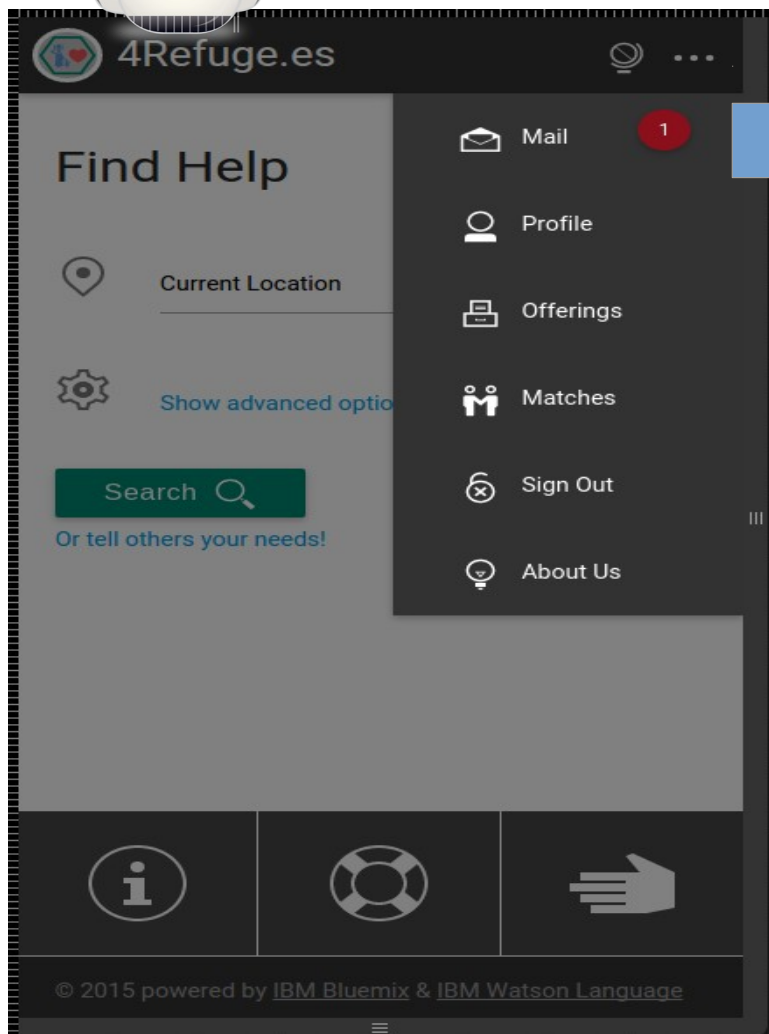 4Refuge.es
Find Help
Current Location
Show advanced optio
Search
Or tell others your needs!
Mail 1
Profile
Offerings
Matches
Sign Out
About Us
© 2015 powered by IBM Bluemix & IBM Watson Language